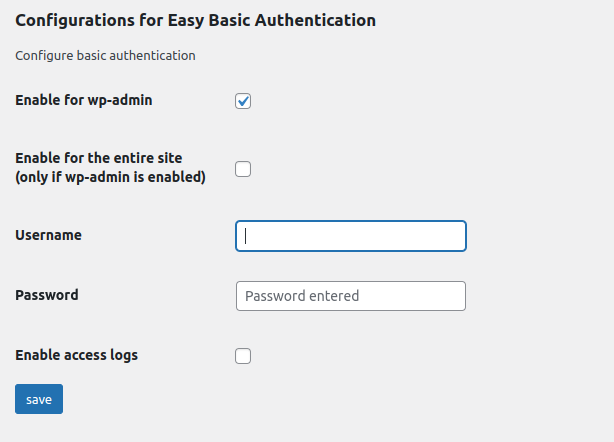 Configurations for Easy Basic Authentication
Configure basic authentication
Enable for wp-admin
Enable for the entire site
(only if wp-admin is enabled)
Username
Password
Password entered
Enable access logs
save